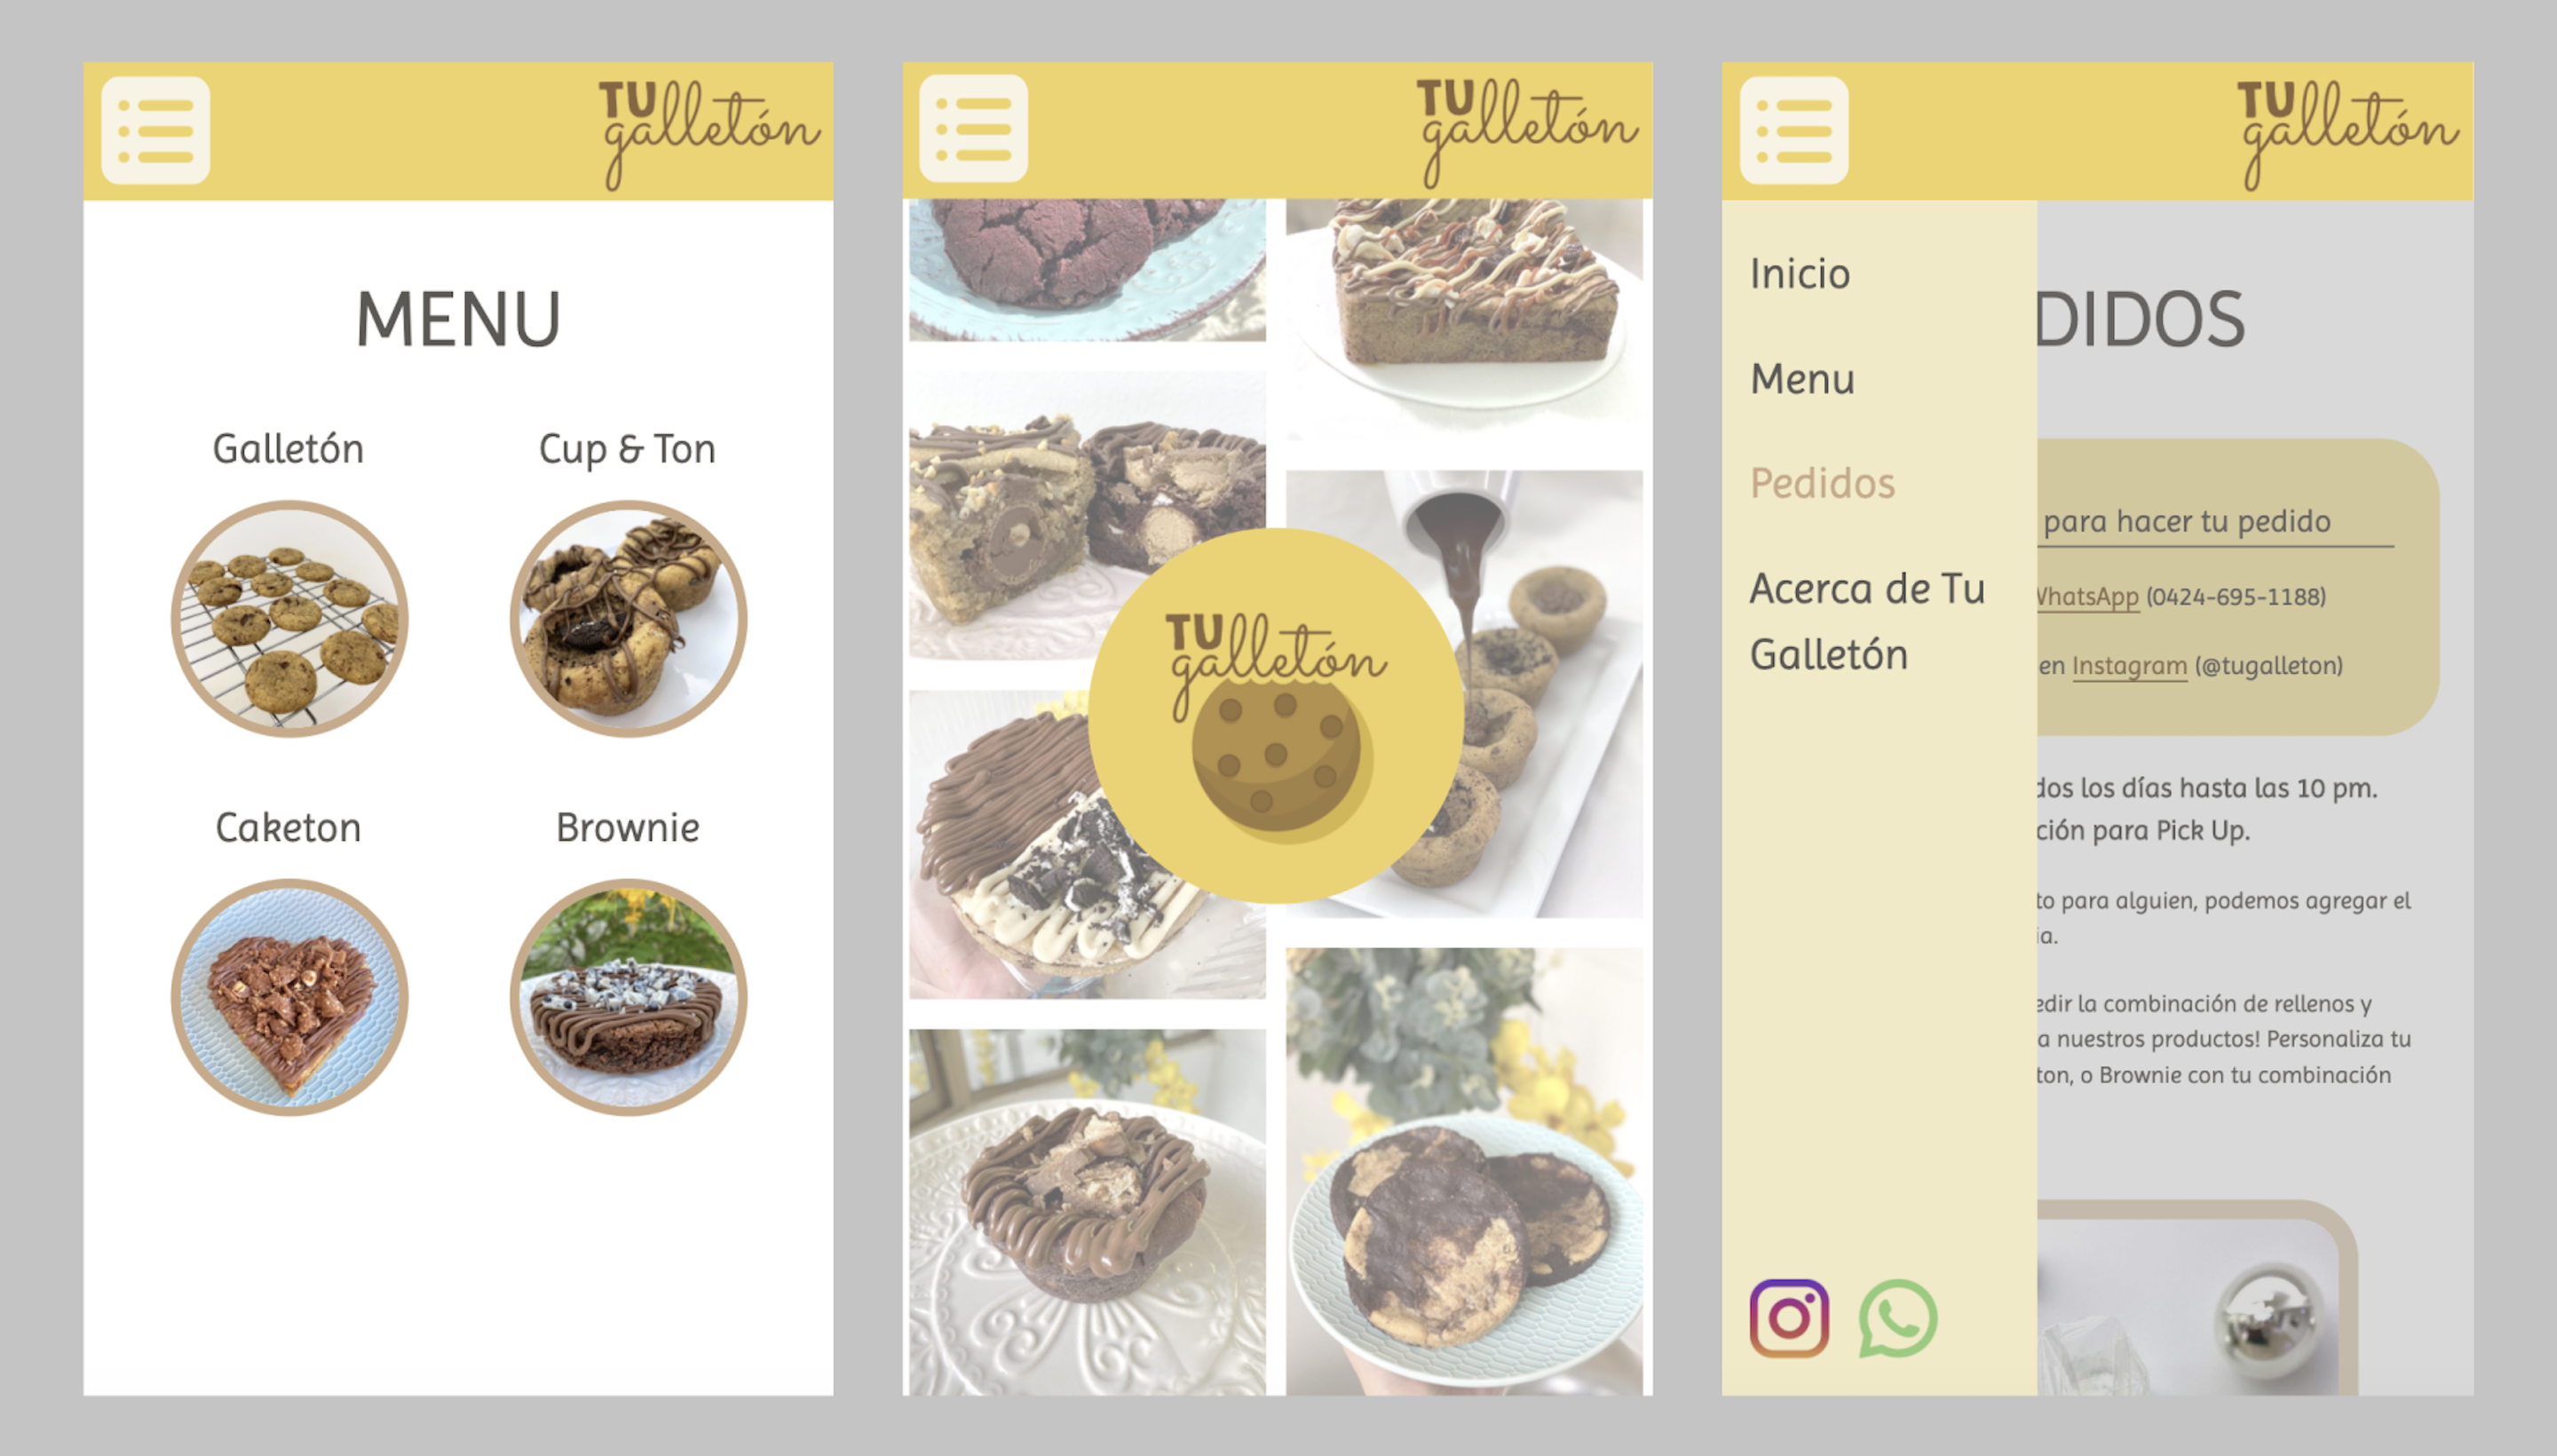 TU
galletón
MENU
Galletón
Cup & Ton
Caketon
Brownie
TU
galletón
TU
galletón
TU
galletón
Inicio
Menu
Pedidos
Acerca de Tu
Galletón
DIDOS
para hacer tu pedido
WhatsApp (0424-695-1188)
en Instagram (@tugalleton)
dos los días hasta las 10 pm.
ción para Pick Up.
to para alguien, podemos agregar el
ia.
edir la combinación de rellenos y
a nuestros productos! Personaliza tu
ton, o Brownie con tu combinación